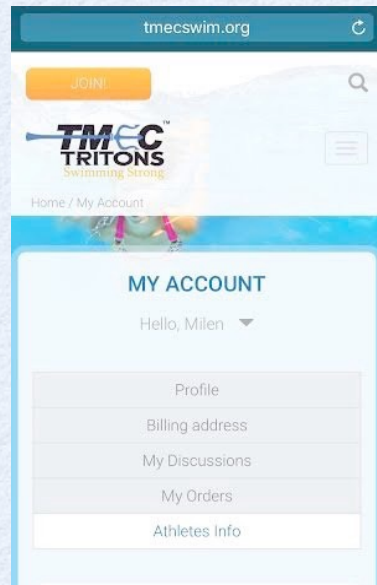 tmecswim.org
JOIN!
TMEC™
TRITONS
Swimming Strong
Home / My Account
MY ACCOUNT
Hello, Milen
Profile
Billing address
My Discussions
My Orders
Athletes Info